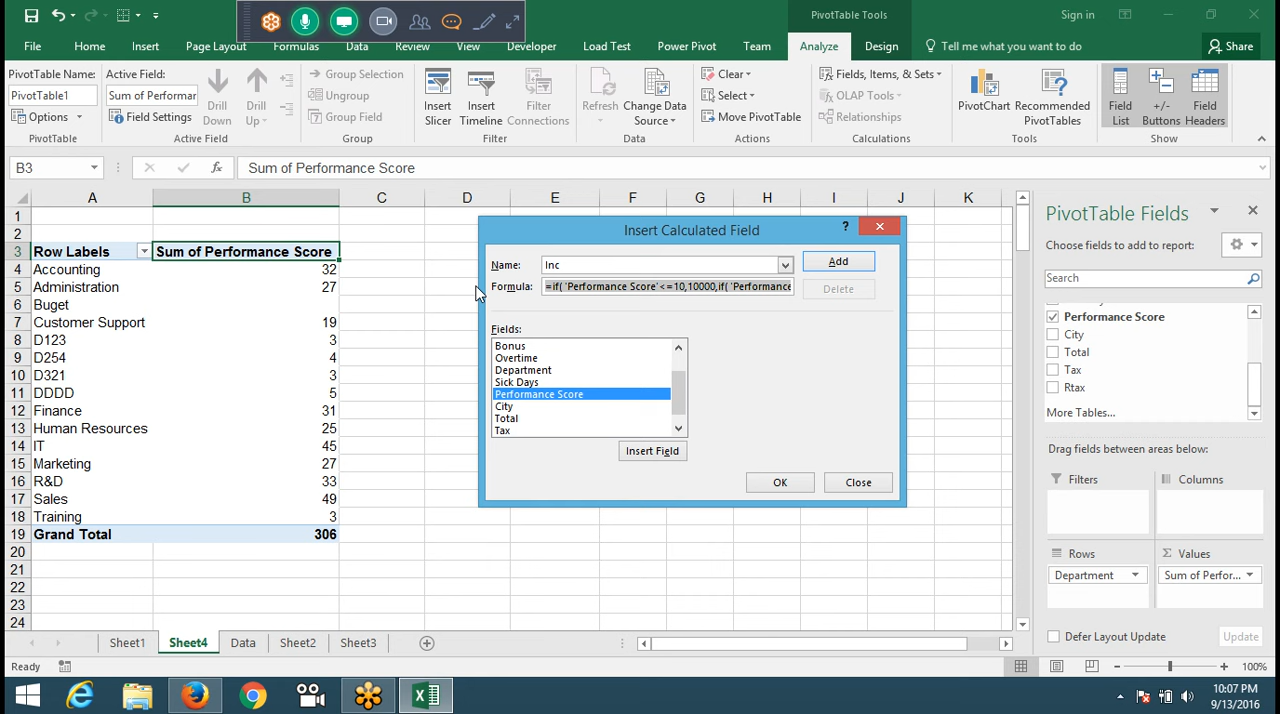 PivotTable Tools
Sign in
File Home Insert Page Layout Formulas Data Review View Developer Load Test Power Pivot Team Analyze Design Tell me what you want to do Share
PivotTable Name:
PivotTable1
Options
PivotTable
Active Field:
Sum of Performar
Field Settings
Drill Down
Drill Up
Active Field
Group Selection
Ungroup
Group Field
Group
Insert Slicer
Insert Timeline
Filter Connections
Filter
Refresh
Change Data Source
Data
Clear
Select
Move PivotTable
Actions
Fields, Items, & Sets
OLAP Tools
Relationships
Calculations
PivotChart
Recommended PivotTables
Tools
Field List
+/- Buttons
Field Headers
Show
B3 fx Sum of Performance Score
A B C D E F G H I J K
1
2
3 Row Labels Sum of Performance Score
4 Accounting 32
5 Administration 27
6 Buget
7 Customer Support 19
8 D123 3
9 D254 4
10 D321 3
11 DDDD 5
12 Finance 31
13 Human Resources 25
14 IT 45
15 Marketing 27
16 R&D 33
17 Sales 49
18 Training 3
19 Grand Total 306
20
21
22
23
24
Insert Calculated Field
?
Name: Inc
Add
Formula: =if( 'Performance Score'<=10,10000,if( 'Performance
Delete
Fields:
Bonus
Overtime
Department
Sick Days
Performance Score
City
Total
Tax
Insert Field
OK Close
PivotTable Fields
Choose fields to add to report:
Search
Performance Score
City
Total
Tax
Rtax
More Tables...
Drag fields between areas below:
Filters Columns
Rows Σ Values
Department Sum of Perfor...
Defer Layout Update Update
Sheet1 Sheet4 Data Sheet2 Sheet3
Ready
100%
10:07 PM
9/13/2016